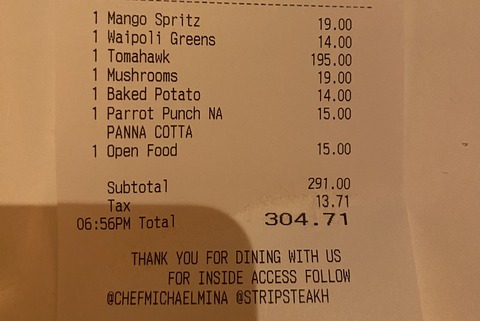 1 Mango Spritz 19.00
1 Waipoli Greens 14.00
1 Tomahawk 195.00
1 Mushrooms 19.00
1 Baked Potato 14.00
1 Parrot Punch NA 15.00
PANNA COTTA
1 Open Food 15.00
Subtotal 291.00
Tax 13.71
06:56PM Total 304.71
THANK YOU FOR DINING WITH US
FOR INSIDE ACCESS FOLLOW
@CHEFMICHAELMINA @STRIPSTEAKH